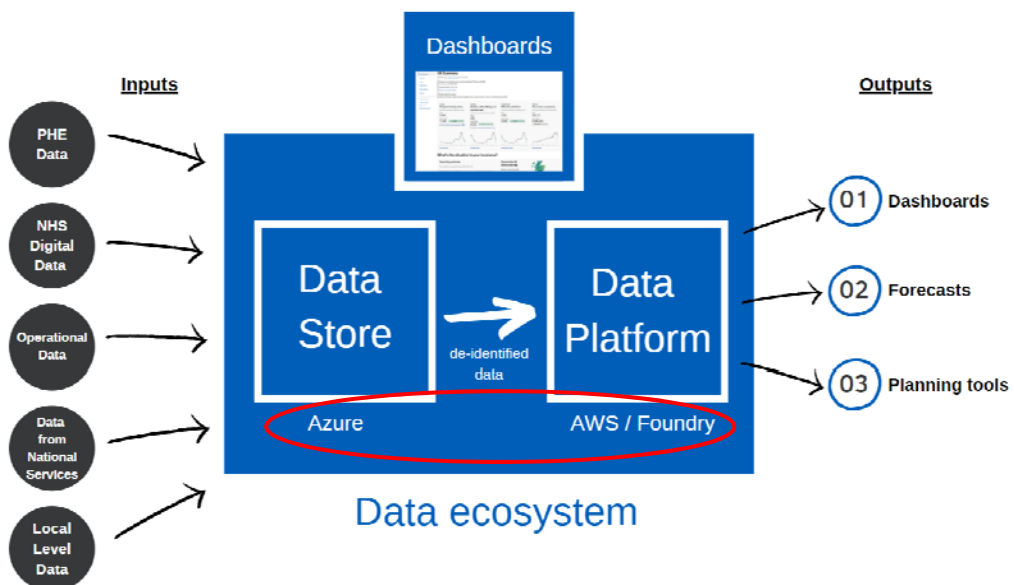 Dashboards
Inputs
Outputs
PHE
Data
NHS
Digital
Data
Operational
Data
Data
from
National
Services
Local
Level
Data
Data
Store
de-identified
data
Data
Platform
Azure
AWS / Foundry
Data ecosystem
01 Dashboards
02 Forecasts
03 Planning tools